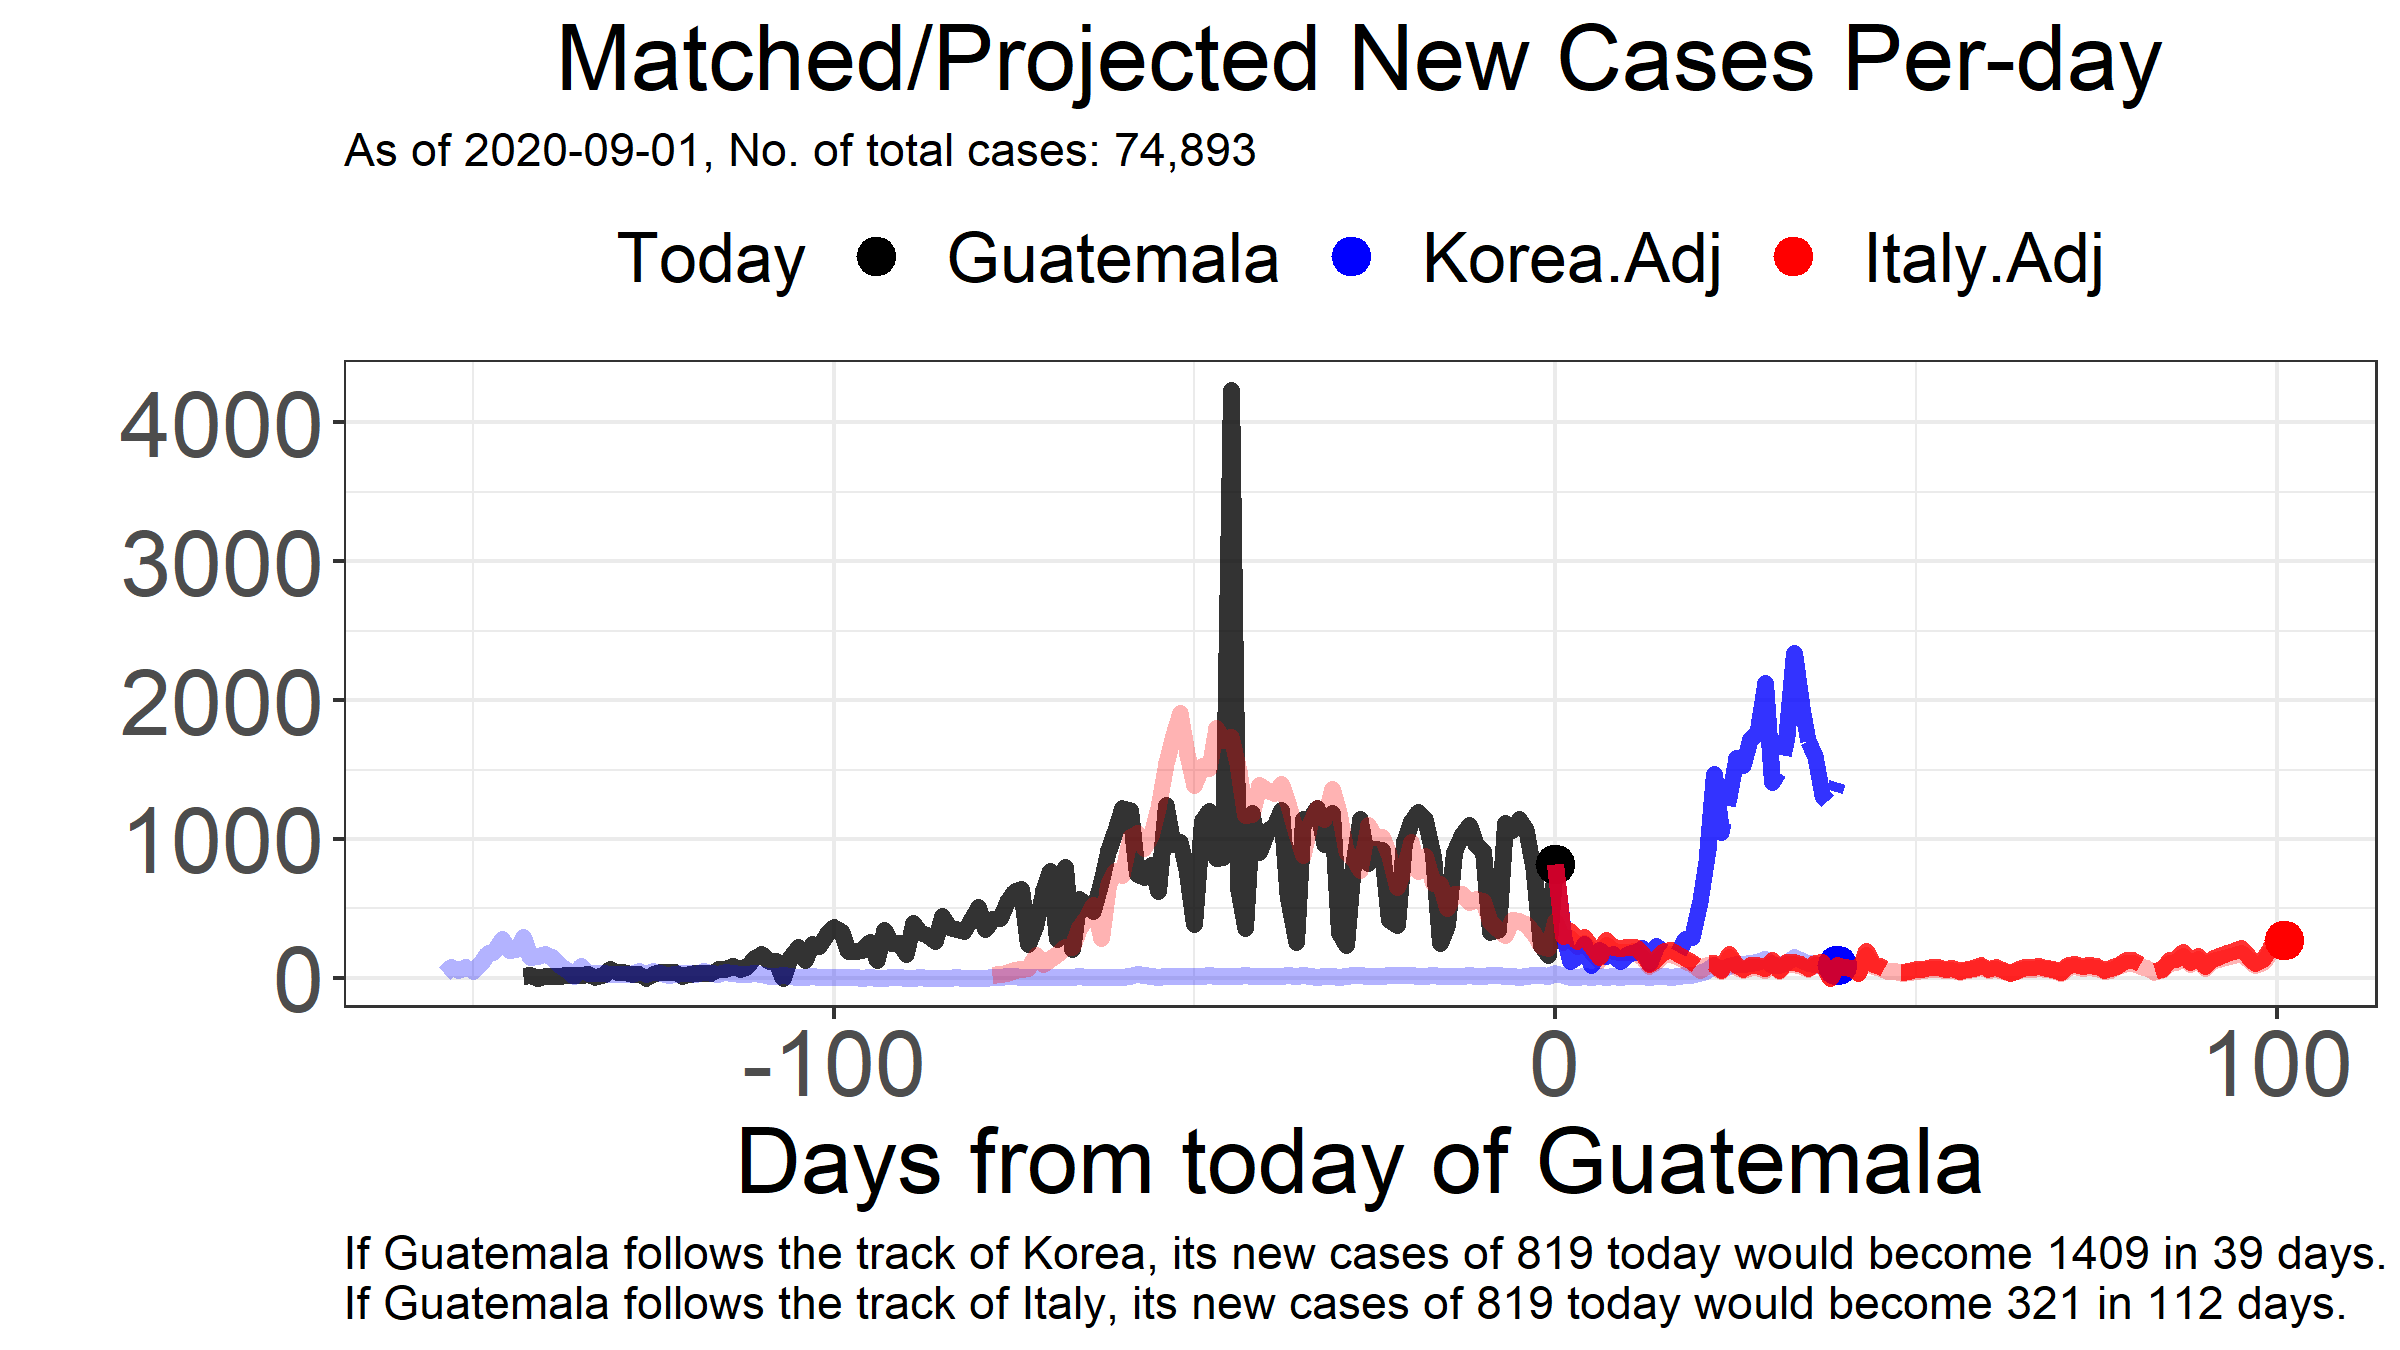 Matched/Projected New Cases Per-day
As of 2020-09-01, No. of total cases: 74,893
Today Guatemala Korea.Adj Italy.Adj
4000
3000
2000
1000
0
-100 0 100
Days from today of Guatemala
If Guatemala follows the track of Korea, its new cases of 819 today would become 1409 in 39 days.
If Guatemala follows the track of Italy, its new cases of 819 today would become 321 in 112 days.